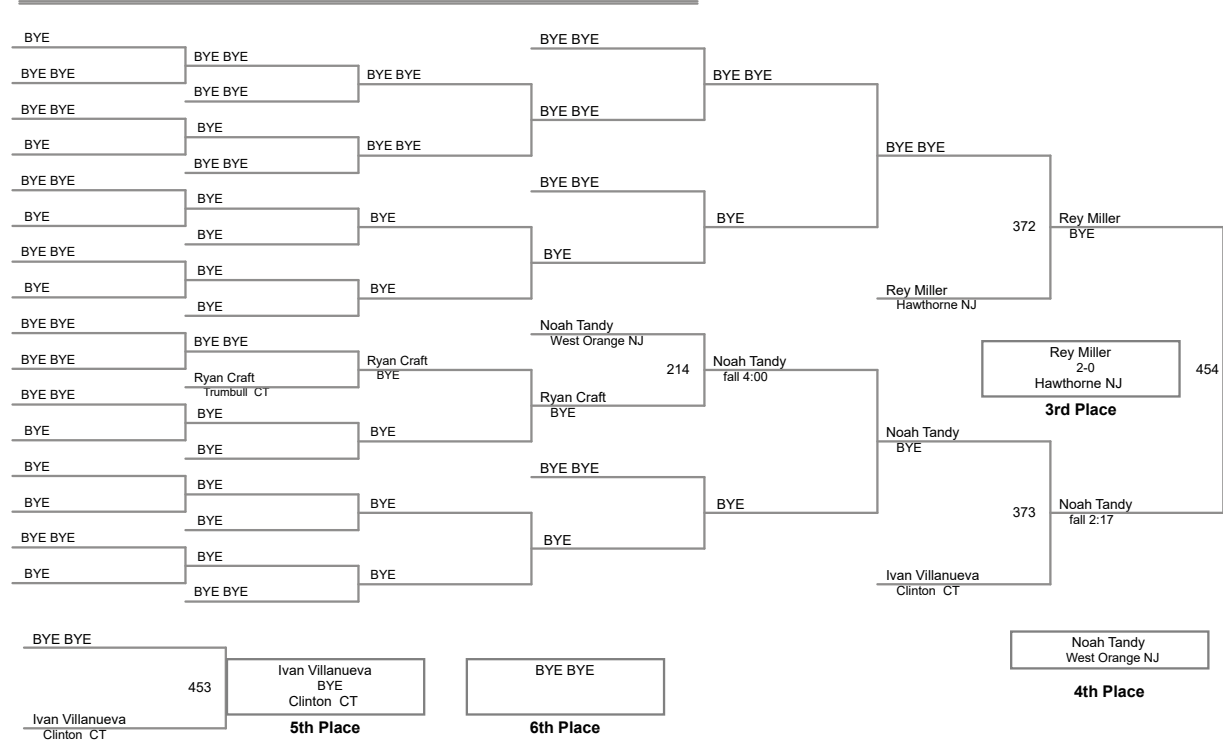 BYE
BYE BYE
BYE BYE
BYE
BYE BYE
BYE
BYE BYE
BYE
BYE BYE
BYE BYE
BYE BYE
BYE
BYE
BYE
BYE BYE
BYE
BYE BYE
BYE BYE
BYE
BYE BYE
BYE
BYE
BYE
BYE
BYE BYE
Ryan Craft
Trumbull CT
BYE
BYE
BYE
BYE
BYE
BYE BYE
BYE BYE
BYE BYE
BYE
BYE
Ryan Craft
BYE
BYE
BYE
BYE
BYE BYE
BYE BYE
BYE BYE
BYE
Noah Tandy
West Orange NJ
214
Ryan Craft
BYE
BYE BYE
BYE
BYE BYE
BYE
Noah Tandy
fall 4:00
BYE
BYE BYE
372
Rey Miller
Hawthorne NJ
Noah Tandy
BYE
373
Ivan Villanueva
Clinton CT
Rey Miller
BYE
Rey Miller
2-0
Hawthorne NJ
3rd Place
454
Noah Tandy
fall 2:17
BYE BYE
453
Ivan Villanueva
Clinton CT
Ivan Villanueva
BYE
Clinton CT
5th Place
BYE BYE
6th Place
Noah Tandy
West Orange NJ
4th Place